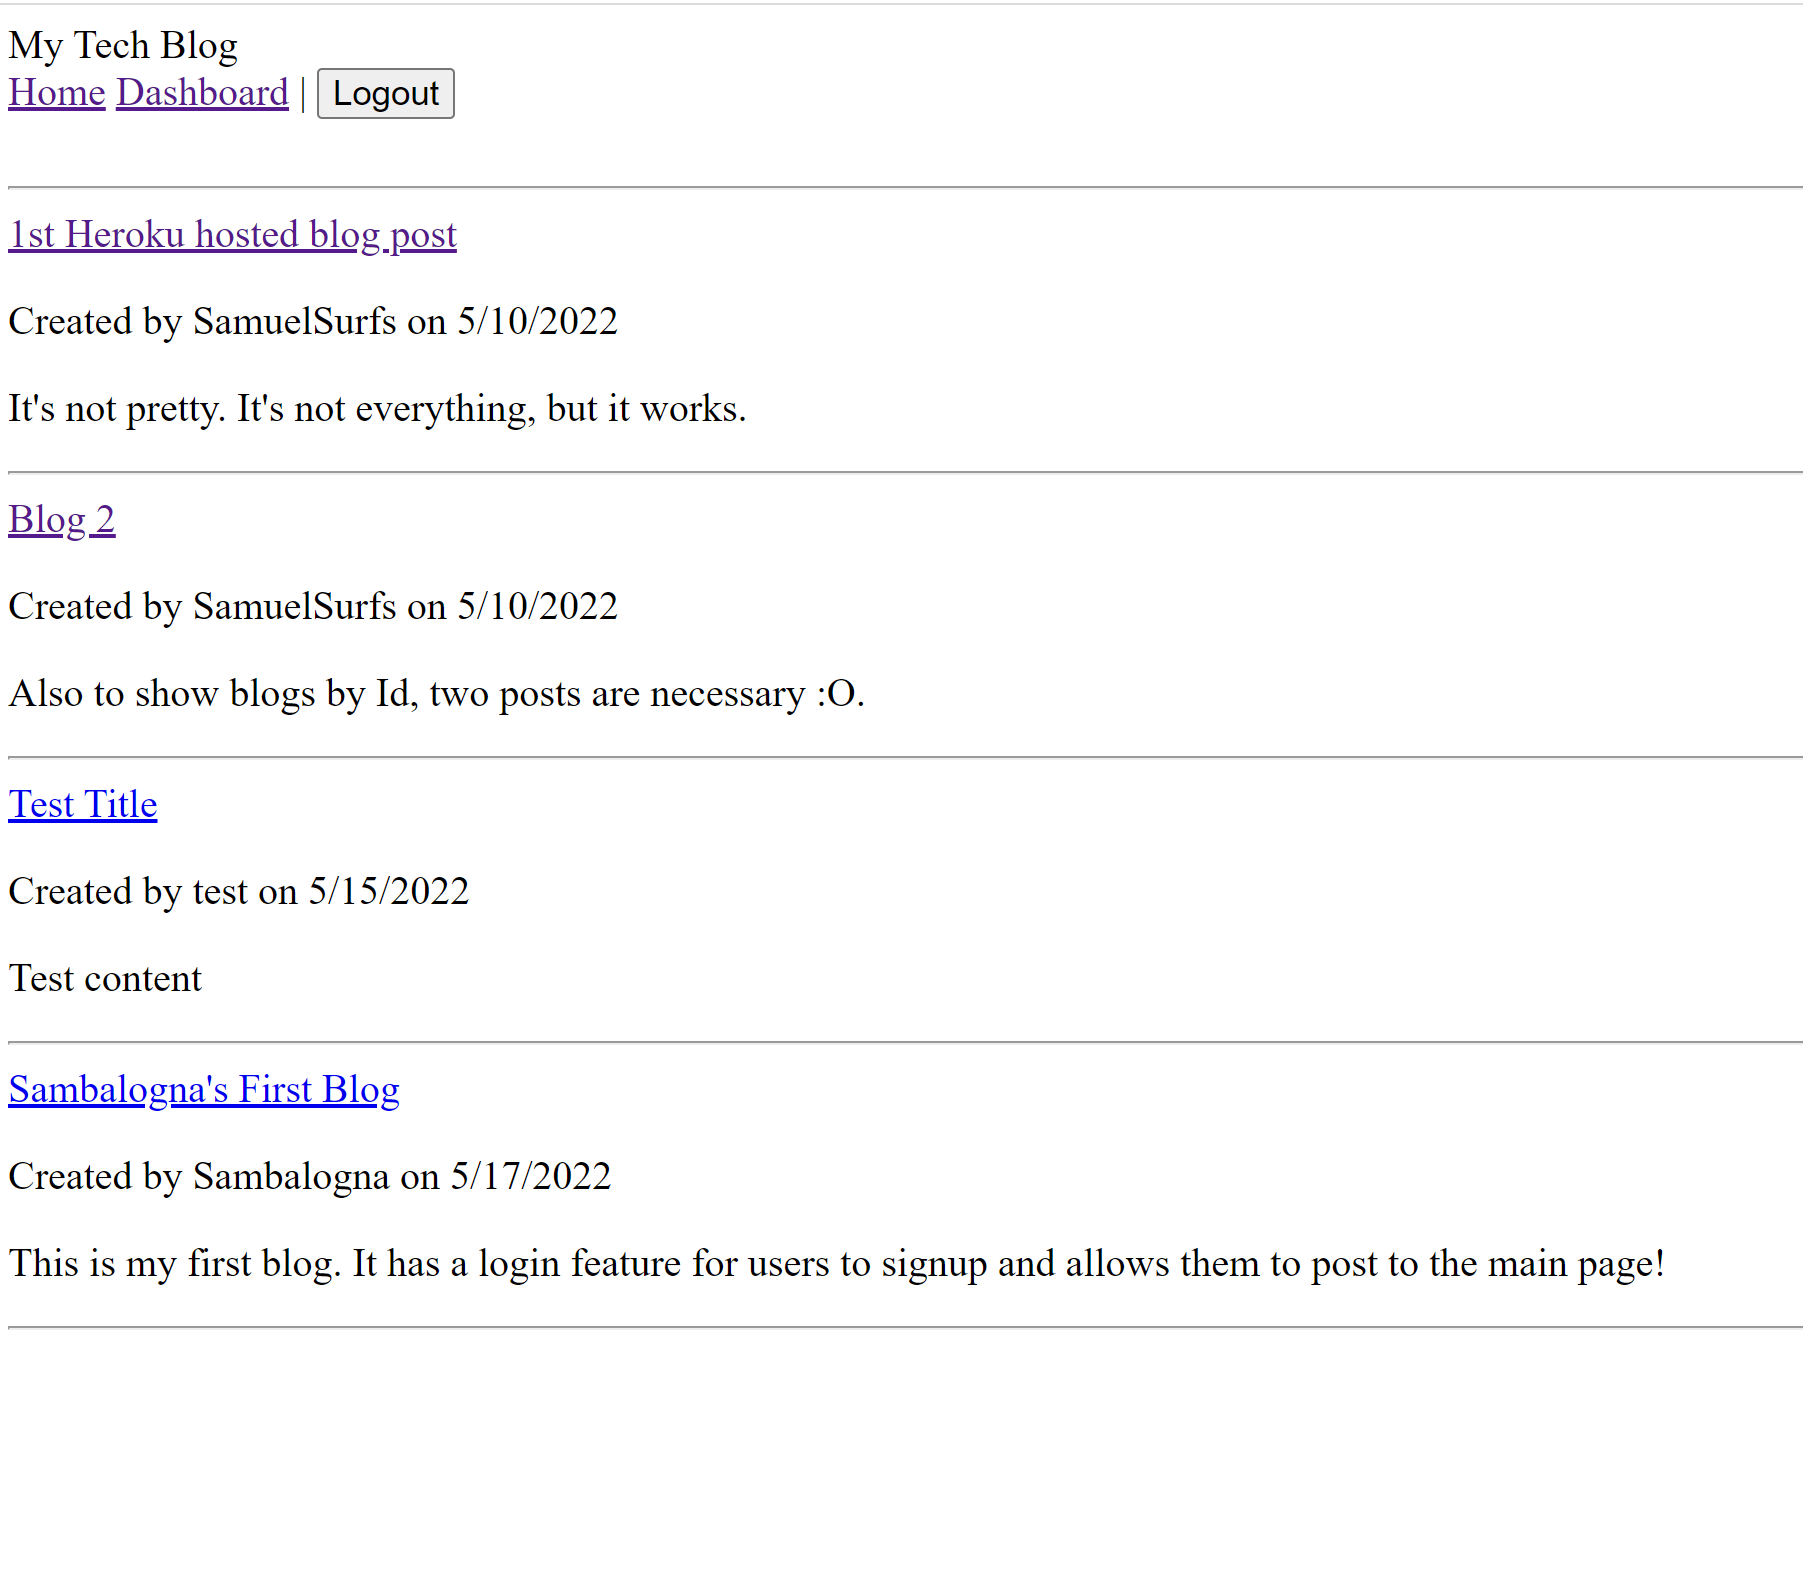 My Tech Blog
Home Dashboard | Logout
1st Heroku hosted blog post
Created by SamuelSurfs on 5/10/2022
It's not pretty. It's not everything, but it works.
Blog 2
Created by SamuelSurfs on 5/10/2022
Also to show blogs by Id, two posts are necessary :O.
Test Title
Created by test on 5/15/2022
Test content
Sambalogna's First Blog
Created by Sambalogna on 5/17/2022
This is my first blog. It has a login feature for users to signup and allows them to post to the main page!